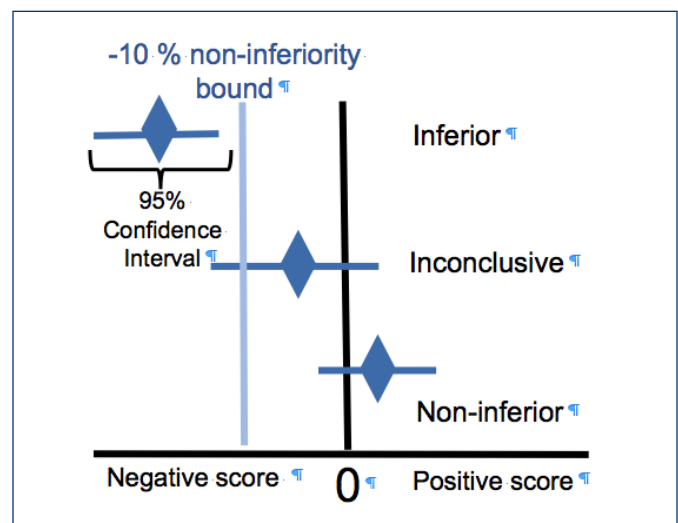 -10 % non-inferiority
bound ¶
Inferior ¶
95%
Confidence
Interval ¶
Inconclusive ¶
Non-inferior ¶
Negative score ¶
0 ¶
Positive score ¶